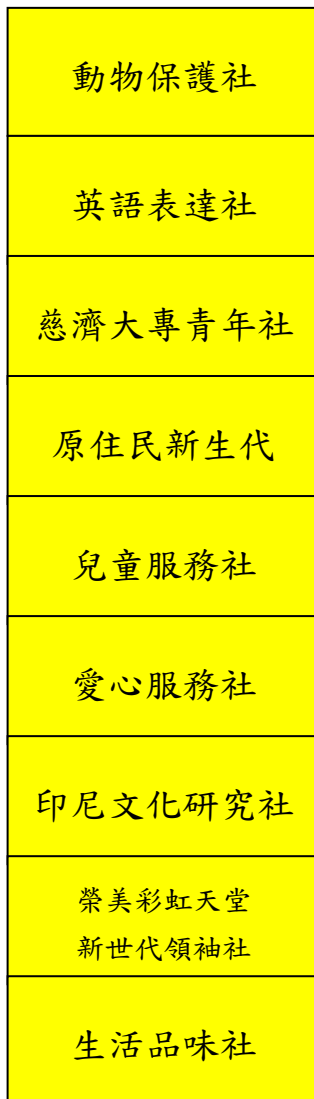 動物保護社
英語表達社
慈濟大專青年社
原住民新生代
兒童服務社
愛心服務社
印尼文化研究社
榮美彩虹天堂
新世代領袖社
生活品味社